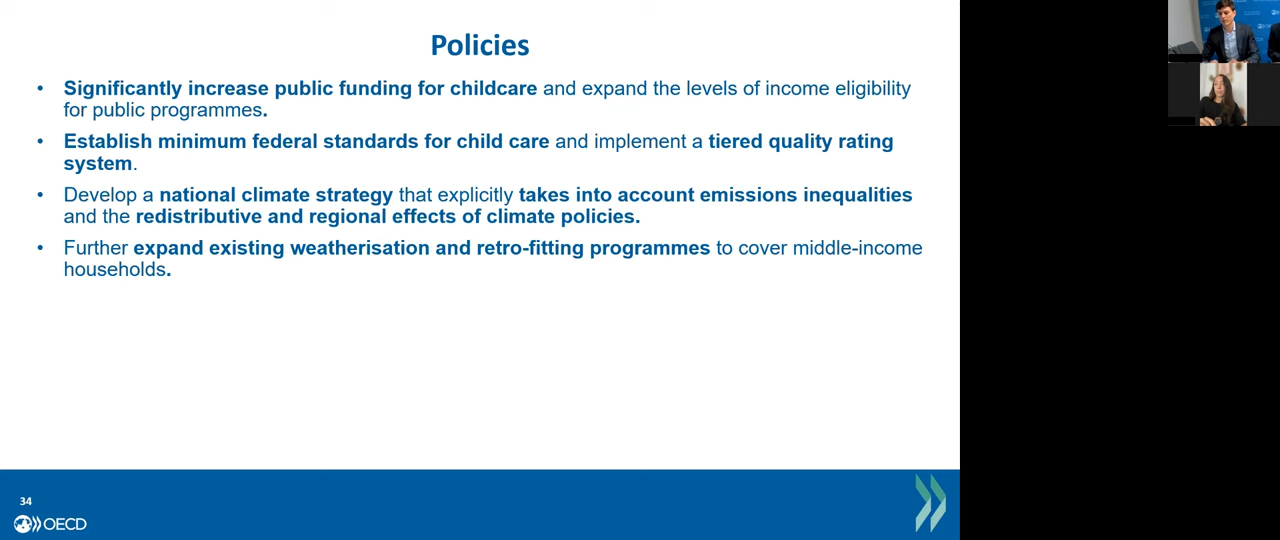 Policies
• Significantly increase public funding for childcare and expand the levels of income eligibility
for public programmes.
• Establish minimum federal standards for child care and implement a tiered quality rating
system.
• Develop a national climate strategy that explicitly takes into account emissions inequalities
and the redistributive and regional effects of climate policies.
• Further expand existing weatherisation and retro-fitting programmes to cover middle-income
households.
34
OECD